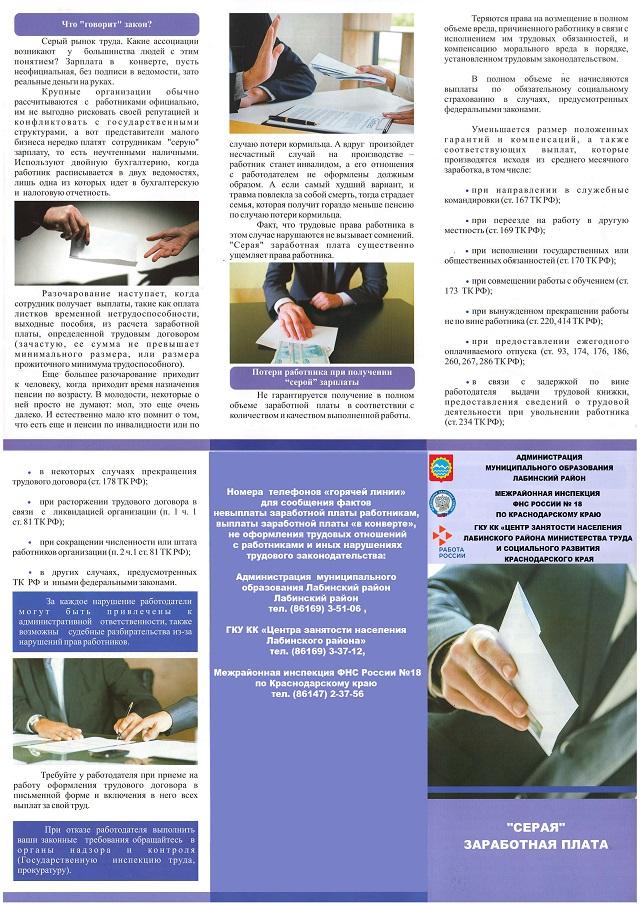 Что "говорит" закон?
Серый рынок труда. Какие ассоциации
возникают у большинства людей с этим
понятием? Зарплата в конверте, пусть
неофициальная, без подписи в ведомости, зато
реальные деньги на руках.
Крупные организации обычно
рассчитываются с работниками официально,
им не выгодно рисковать своей репутацией и
конфликтовать с государственными
структурами, а вот представители малого
бизнеса нередко платят сотрудникам "серую"
зарплату, то есть неучтенными наличными.
Используют двойную бухгалтерию, когда
работник расписывается в двух ведомостях,
лишь одна из которых идет в бухгалтерскую
и налоговую отчетность.
Разочарование наступает, когда
сотрудник получает выплаты, такие как оплата
листков временной нетрудоспособности,
выходные пособия, из расчета заработной
платы, определенной трудовым договором
(зачастую, ее сумма не превышает
минимального размера, или размера
прожиточного минимума трудоспособного).
Еще большее разочарование приходит
к человеку, когда приходит время назначения
пенсии по возрасту. В молодости, некоторые о
ней просто не думают: мол, это еще очень
далеко. И естественно мало кто помнит о том,
что есть еще и пенсии по инвалидности или по
случаю потери кормильца. А вдруг произойдет
несчастный случай на производстве –
работник станет инвалидом, а его отношения
с работодателем не оформлены должным
образом. А если самый худший вариант, и
травма повлекла за собой смерть, тогда страдает
семья, которая получит гораздо меньше пенсию
по случаю потери кормильца.
Факт, что трудовые права работника в
этом случае нарушаются не вызывает сомнений.
"Серая" заработная плата существенно
ущемляет права работника.
Потери работника при получении
“серой” зарплаты
Не гарантируется получение в полном
объеме заработной платы в соответствии с
количеством и качеством выполненной работы.
Теряются права на возмещение в полном
объеме вреда, причиненного работнику в связи с
исполнением им трудовых обязанностей, и
компенсацию морального вреда в порядке,
установленном трудовым законодательством.
В полном объеме не начисляются
выплаты по обязательному социальному
страхованию в случаях, предусмотренных
федеральными законами.
Уменьшается размер положенных
гарантий и компенсаций, а также
соответствующих выплат, которые
производятся исходя из среднего месячного
заработка, в том числе:
• при направлении в служебные
командировки (ст. 167 ТК РФ);
• при переезде на работу в другую
местность (ст. 169 ТК РФ);
• при исполнении государственных или
общественных обязанностей (ст. 170 ТК РФ);
• при совмещении работы с обучением (ст.
173 ТК РФ);
• при вынужденном прекращении работы
не по вине работника (ст. 220, 414 ТК РФ);
• при предоставлении ежегодного
оплачиваемого отпуска (ст. 93, 174, 176, 186,
260, 267, 286 ТК РФ);
• в связи с задержкой по вине
работодателя выдачи трудовой книжки,
предоставления сведений о трудовой
деятельности при увольнении работника
(ст. 234 ТК РФ);
• в некоторых случаях прекращения
трудового договора (ст. 178 ТК РФ);
• при расторжении трудового договора в
связи с ликвидацией организации (п. 1 ч. 1
ст. 81 ТК РФ);
• при сокращении численности или штата
работников организации (п. 2 ч.1 ст. 81 ТК РФ);
• в других случаях, предусмотренных
ТК РФ и иными федеральными законами.
За каждое нарушение работодатели
могут быть привлечены к
административной ответственности, также
возможны судебные разбирательства из-за
нарушений прав работников.
Требуйте у работодателя при приеме на
работу оформления трудового договора в
письменной форме и включения в него всех
выплат за свой труд.
При отказе работодателя выполнить
ваши законные требования обращайтесь в
органы надзора и контроля
(Государственную инспекцию труда,
прокуратуру).
Номера телефонов «горячей линии»
для сообщения фактов
невыплаты заработной платы работникам,
выплаты заработной платы «в конверте»,
не оформления трудовых отношений
с работниками и иных нарушениях
трудового законодательства:
Администрация муниципального
образования Лабинский район
Лабинский район
тел. (86169) 3-51-06 ,
ГКУ КК «Центра занятости населения
Лабинского района»
тел. (86169) 3-37-12,
Межрайонная инспекция ФНС России №18
по Краснодарскому краю
тел. (86147) 2-37-56
АДМИНИСТРАЦИЯ
МУНИЦИПАЛЬНОГО ОБРАЗОВАНИЯ
ЛАБИНСКИЙ РАЙОН
МЕЖРАЙОННАЯ ИНСПЕКЦИЯ
ФНС РОССИИ № 18
ПО КРАСНОДАРСКОМУ КРАЮ
ГКУ КК «ЦЕНТР ЗАНЯТОСТИ НАСЕЛЕНИЯ
ЛАБИНСКОГО РАЙОНА МИНИСТЕРСТВА ТРУДА
И СОЦИАЛЬНОГО РАЗВИТИЯ
КРАСНОДАРСКОГО КРАЯ
РАБОТА
РОССИИ
"СЕРАЯ"
ЗАРАБОТНАЯ ПЛАТА